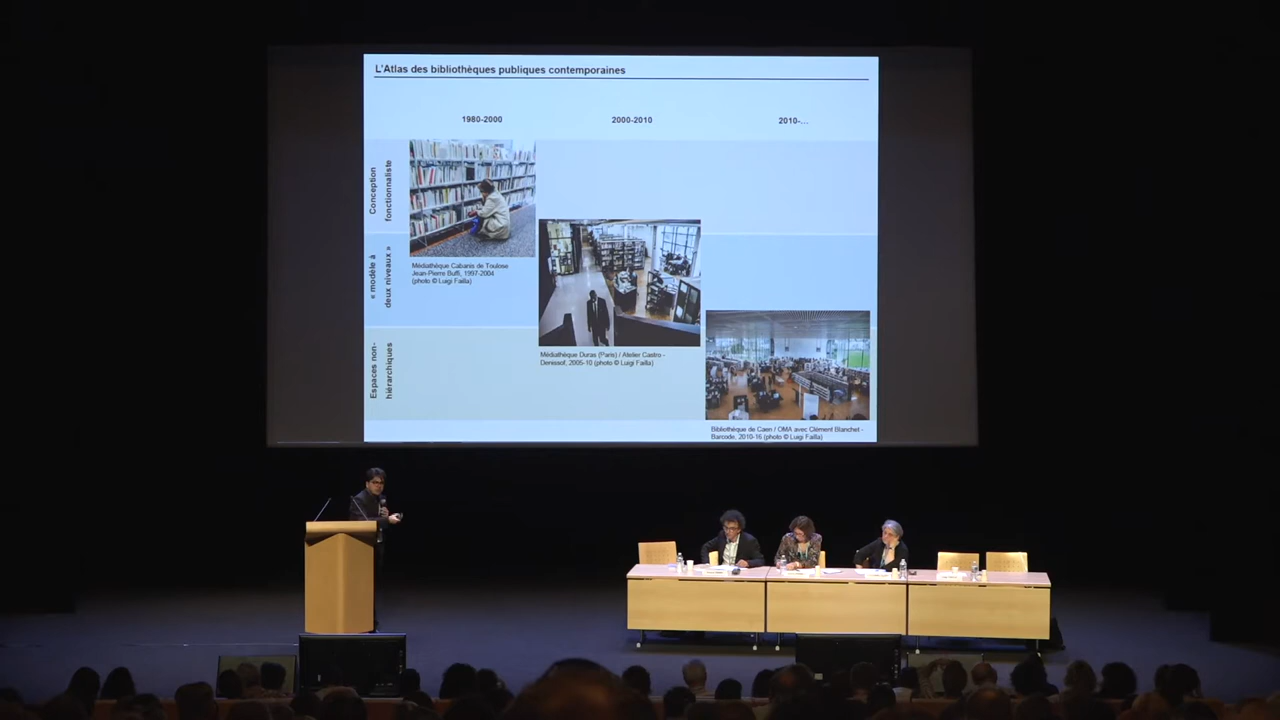 L'Atlas des bibliothèques publiques contemporaines
1980-2000
2000-2010
2010-...
Conception
fonctionnaliste
« modèle à
deux niveaux »
Espaces non-
hiérarchiques
Médiathèque Cabanis de Toulose
Jean-Pierre Buffi, 1997-2004
(photo © Luigi Failla)
Médiathèque Duras (Paris) / Atelier Castro -
Denissof, 2005-10 (photo © Luigi Failla)
Bibliothèque de Caen / OMA avec Clément Blanchet -
Barcode, 2010-16 (photo © Luigi Failla)